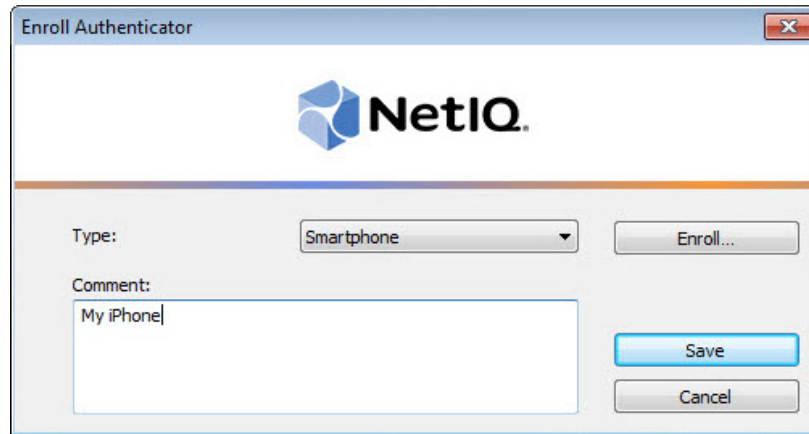 Enroll Authenticator
NetIQ.
Type:
Smartphone
Enroll...
Comment:
My iPhone
Save
Cancel